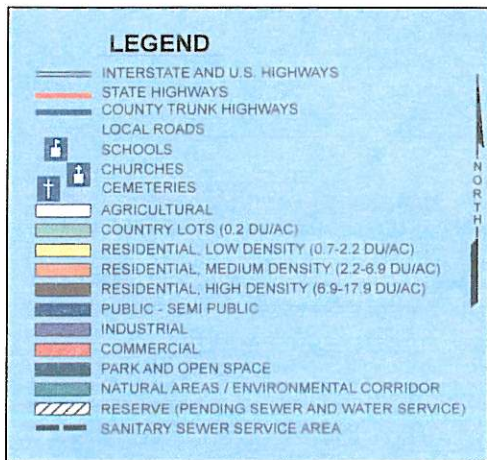 LEGEND
INTERSTATE AND U.S. HIGHWAYS
STATE HIGHWAYS
COUNTY TRUNK HIGHWAYS
LOCAL ROADS
SCHOOLS
CHURCHES
CEMETERIES
AGRICULTURAL
COUNTRY LOTS (0.2 DU/AC)
RESIDENTIAL, LOW DENSITY (0.7-2.2 DU/AC)
RESIDENTIAL, MEDIUM DENSITY (2.2-6.9 DU/AC)
RESIDENTIAL, HIGH DENSITY (6.9-17.9 DU/AC)
PUBLIC - SEMI PUBLIC
INDUSTRIAL
COMMERCIAL
PARK AND OPEN SPACE
NATURAL AREAS / ENVIRONMENTAL CORRIDOR
RESERVE (PENDING SEWER AND WATER SERVICE)
SANITARY SEWER SERVICE AREA
NORTH